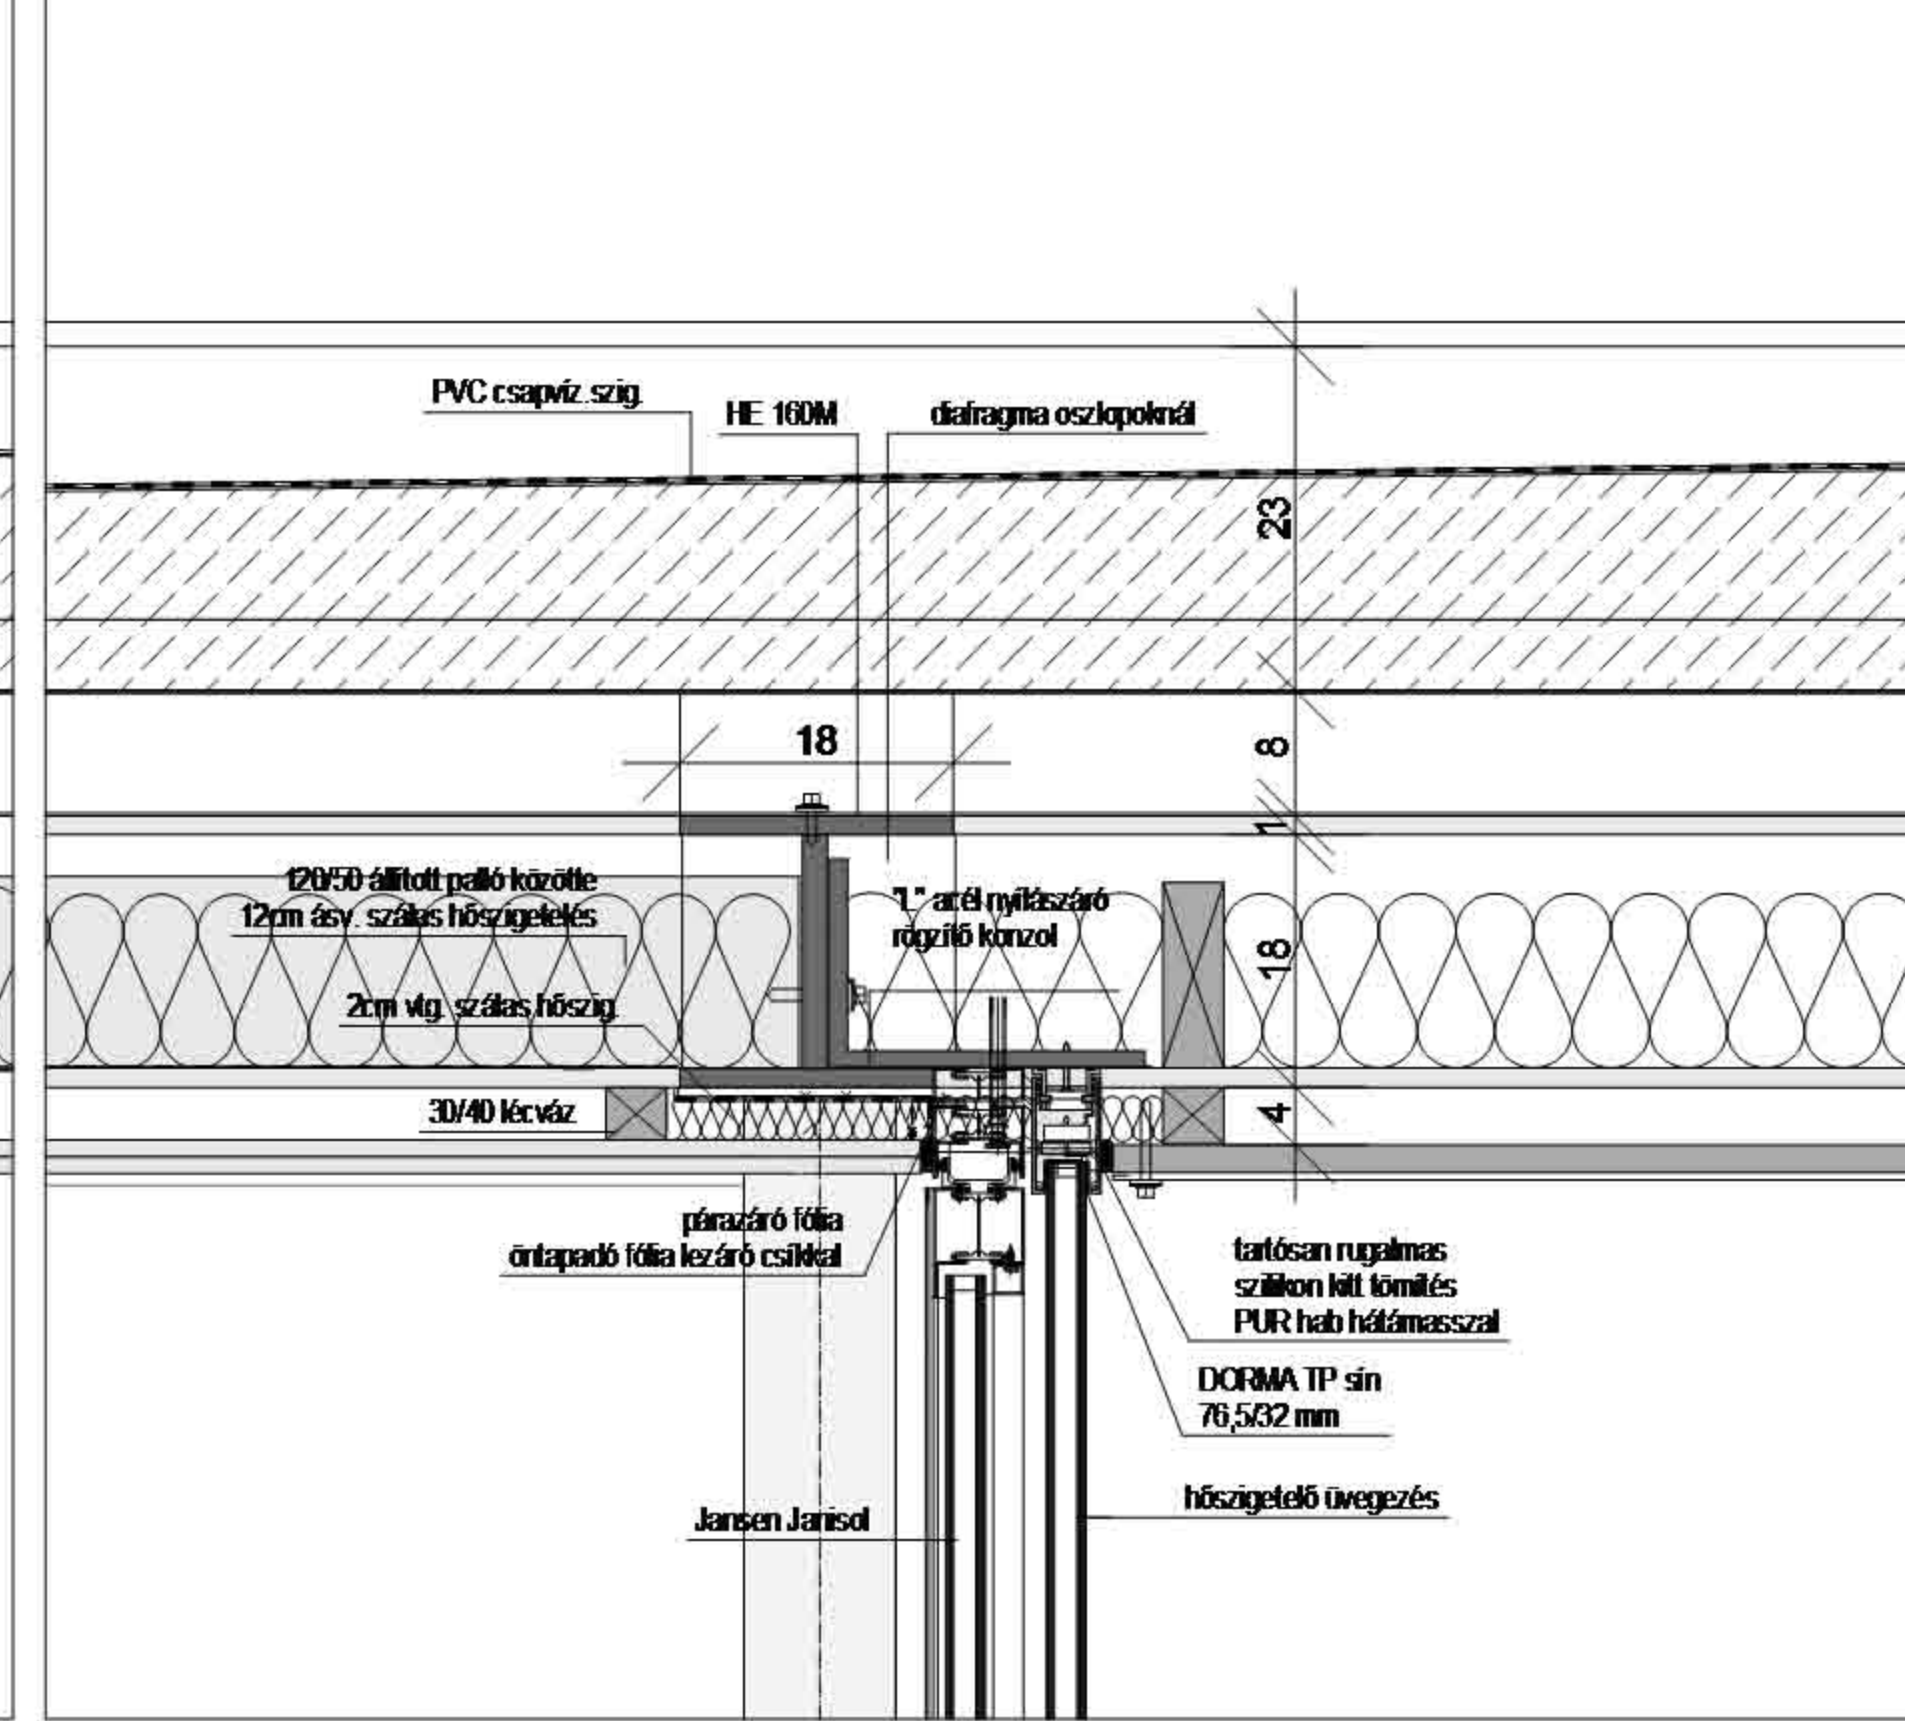 PVC csapvíz.szig.
HE 160M
diafragma oszlopoknál
23
18
8
1
120/50 állított palló közötte
12cm ásv. szálas hőszigetelés
"L" acél nyílászáró
rögzítő konzol
18
2cm vtg. szálas hőszig.
30/40 lécváz
4
párazáró fólia
öntapadó fólia lezáró csíkkal
tartósan rugalmas
szilikon kitt tömítés
PUR hab hátámasszal
DORMA TP sín
76,5/32 mm
hőszigetelő üvegezés
Jansen Janisol